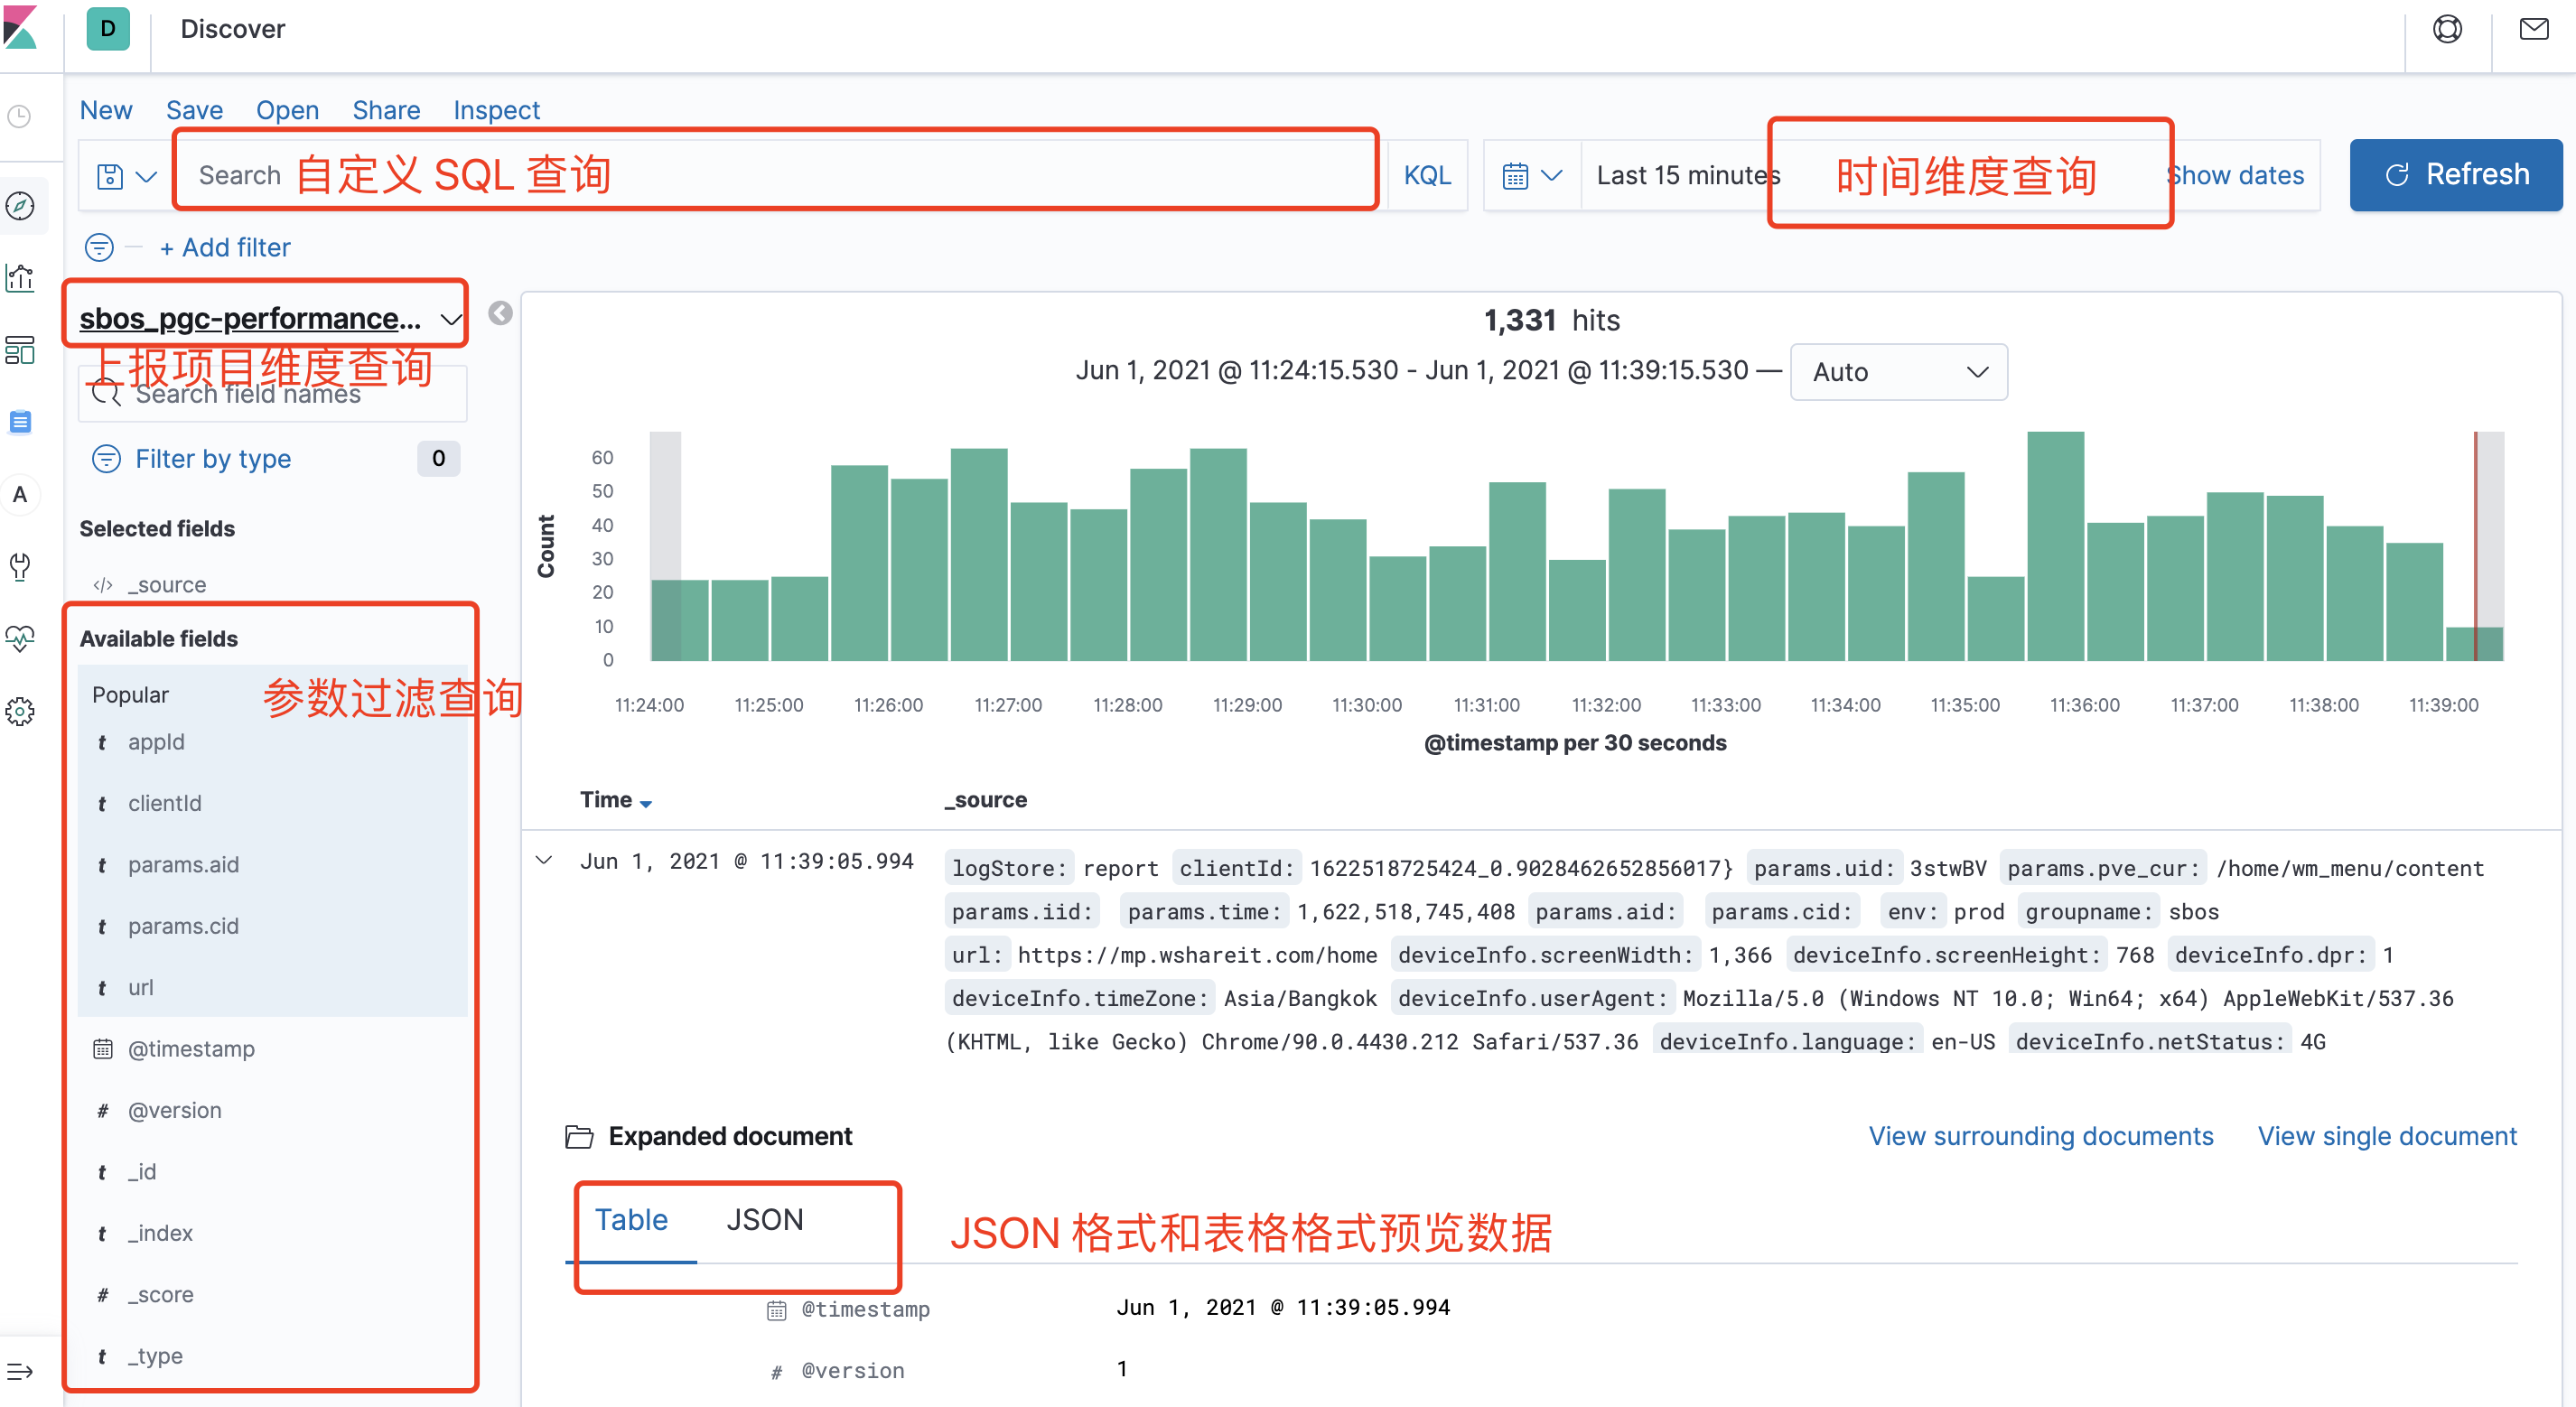 D Discover
New Save Open Share Inspect
Search 自定义 SQL 查询 KQL Last 15 minutes 时间维度查询 Show dates Refresh
+ Add filter
sbos_pgc-performance...
上报项目维度查询
Search field names
Filter by type 0
Selected fields
</> _source
Available fields
Popular 参数过滤查询
t appId
t clientId
t params.aid
t params.cid
t url
@timestamp
# @version
t _id
t _index
# _score
t _type
A
1,331 hits
Jun 1, 2021 @ 11:24:15.530 - Jun 1, 2021 @ 11:39:15.530 — Auto
Count
60
50
40
30
20
10
0
11:24:00 11:25:00 11:26:00 11:27:00 11:28:00 11:29:00 11:30:00 11:31:00 11:32:00 11:33:00 11:34:00 11:35:00 11:36:00 11:37:00 11:38:00 11:39:00
@timestamp per 30 seconds
Time _source
Jun 1, 2021 @ 11:39:05.994
logStore: report clientId: 1622518725424_0.9028462652856017} params.uid: 3stwBV params.pve_cur: /home/wm_menu/content
params.iid: params.time: 1,622,518,745,408 params.aid: params.cid: env: prod groupname: sbos
url: https://mp.wshareit.com/home deviceInfo.screenWidth: 1,366 deviceInfo.screenHeight: 768 deviceInfo.dpr: 1
deviceInfo.timeZone: Asia/Bangkok deviceInfo.userAgent: Mozilla/5.0 (Windows NT 10.0; Win64; x64) AppleWebKit/537.36
(KHTML, like Gecko) Chrome/90.0.4430.212 Safari/537.36 deviceInfo.language: en-US deviceInfo.netStatus: 4G
Expanded document View surrounding documents View single document
Table JSON JSON 格式和表格格式预览数据
@timestamp Jun 1, 2021 @ 11:39:05.994
# @version 1